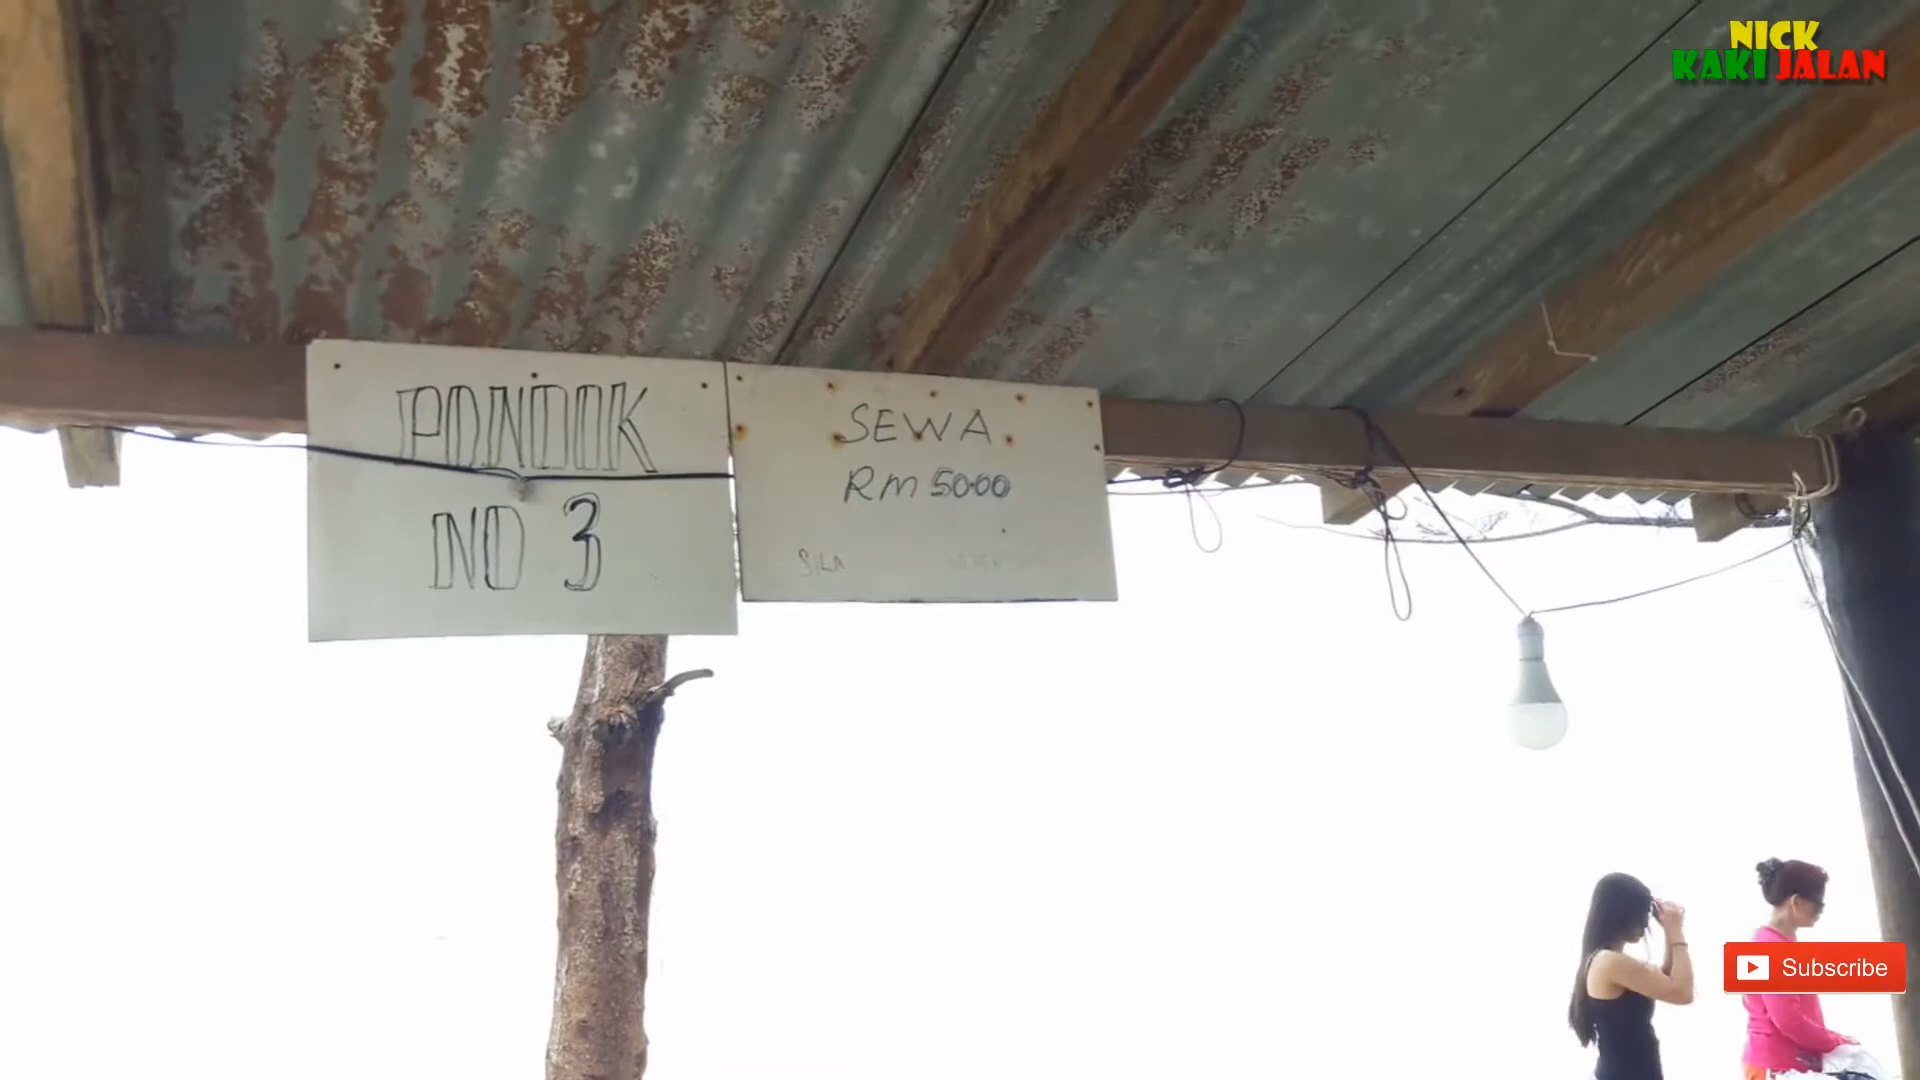 NICK
KAKI JALAN
PONDOK
NO 3
SEWA
RM 50.00
SILA
Subscribe